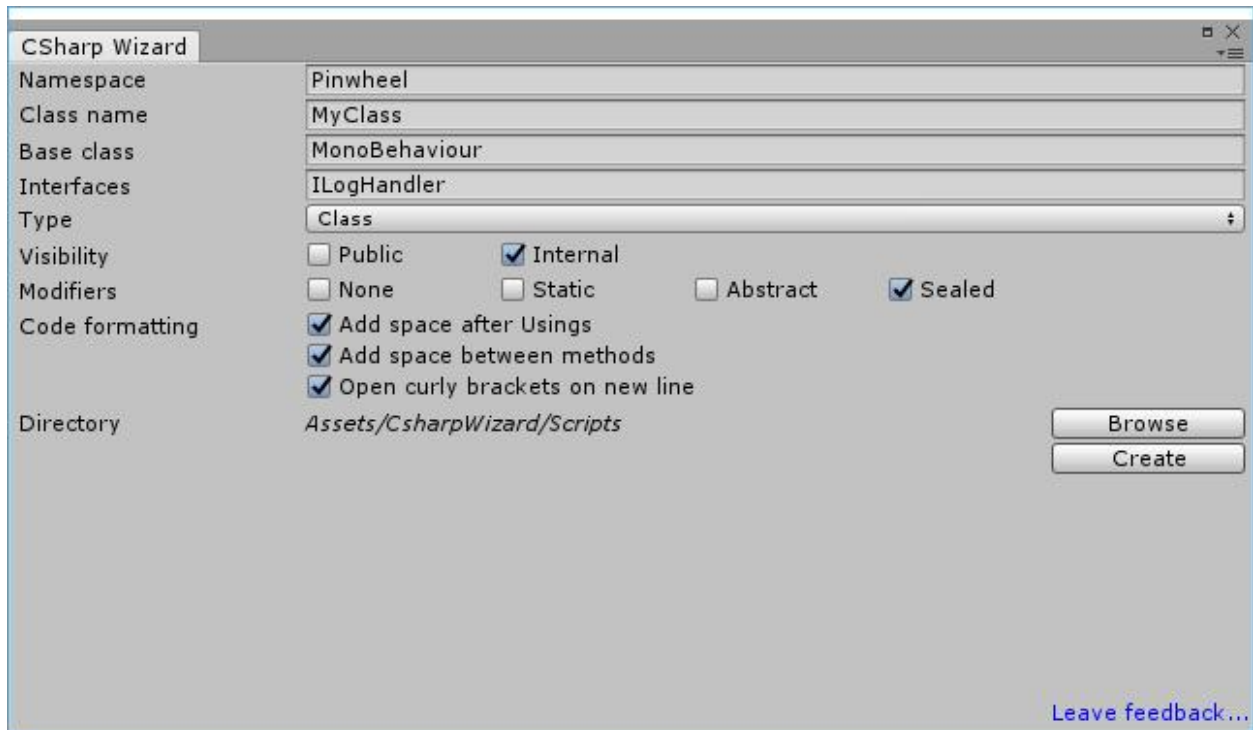 CSharp Wizard
Namespace Pinwheel
Class name MyClass
Base class MonoBehaviour
Interfaces ILogHandler
Type Class
Visibility Public Internal
Modifiers None Static Abstract Sealed
Code formatting Add space after Usings
Add space between methods
Open curly brackets on new line
Directory Assets/CsharpWizard/Scripts Browse
Create
Leave feedback...